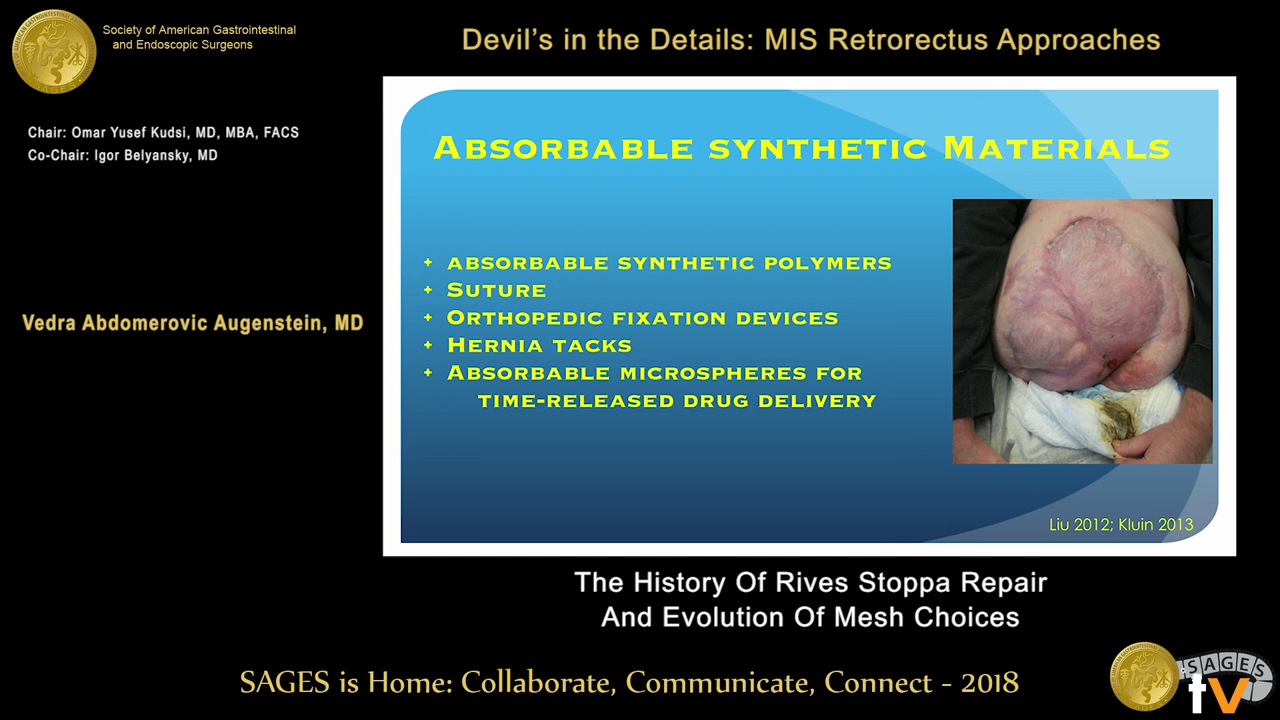 Society of American Gastrointestinal
and Endoscopic Surgeons
Devil's in the Details: MIS Retrorectus Approaches
Chair: Omar Yusef Kudsi, MD, MBA, FACS
Co-Chair: Igor Belyansky, MD
Vedra Abdomerovic Augenstein, MD
Absorbable synthetic Materials
+ absorbable synthetic polymers
+ Suture
+ Orthopedic fixation devices
+ Hernia tacks
+ Absorbable microspheres for
time-released drug delivery
Liu 2012; Kluin 2013
The History Of Rives Stoppa Repair
And Evolution Of Mesh Choices
SAGES is Home: Collaborate, Communicate, Connect - 2018
SAGES
tv